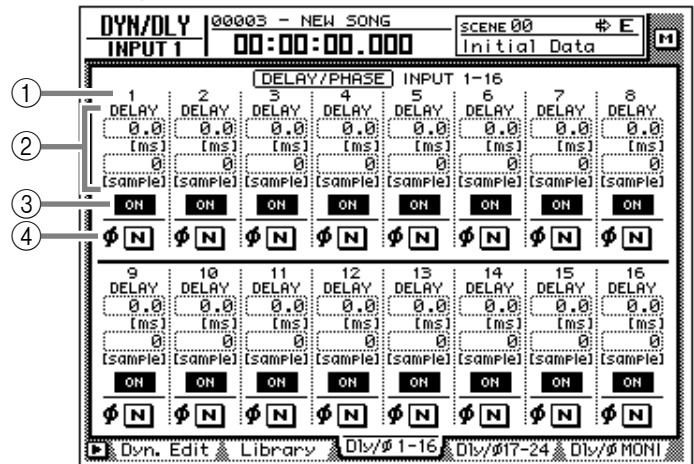 DYN/DLY 00003 - NEW SONG SCENE 00 E M
INPUT 1 00:00:00.000 Initial Data
DELAY/PHASE INPUT 1-16
① 1 2 3 4 5 6 7 8
DELAY DELAY DELAY DELAY DELAY DELAY DELAY DELAY
② 0.0 0.0 0.0 0.0 0.0 0.0 0.0 0.0
[ms] [ms] [ms] [ms] [ms] [ms] [ms] [ms]
0 0 0 0 0 0 0 0
[sample] [sample] [sample] [sample] [sample] [sample] [sample] [sample]
③ ON ON ON ON ON ON ON ON
④ ø N ø N ø N ø N ø N ø N ø N ø N
9 10 11 12 13 14 15 16
DELAY DELAY DELAY DELAY DELAY DELAY DELAY DELAY
0.0 0.0 0.0 0.0 0.0 0.0 0.0 0.0
[ms] [ms] [ms] [ms] [ms] [ms] [ms] [ms]
0 0 0 0 0 0 0 0
[sample] [sample] [sample] [sample] [sample] [sample] [sample] [sample]
ON ON ON ON ON ON ON ON
ø N ø N ø N ø N ø N ø N ø N ø N
Dyn. Edit Library Dly/ø 1-16 Dly/ø17-24 Dly/ø MONI